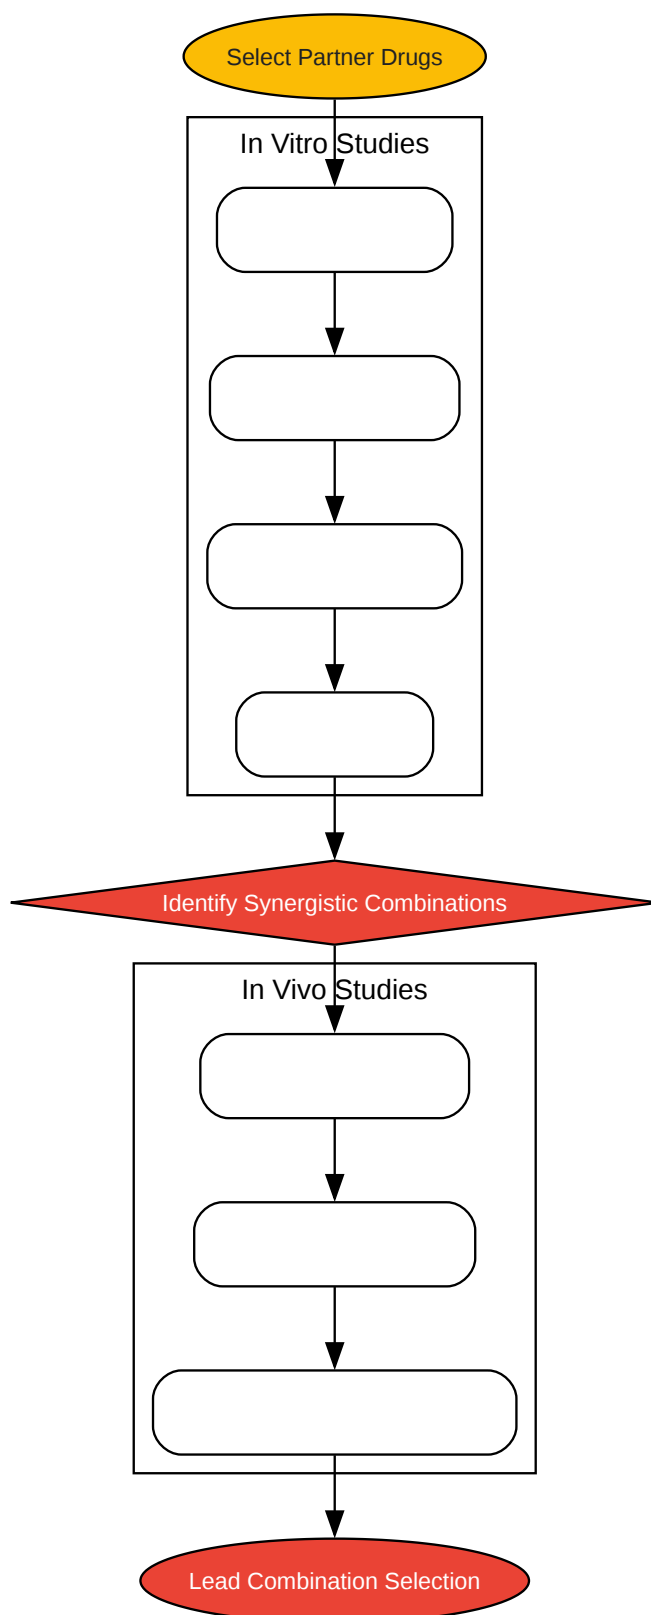 Select Partner Drugs
In Vitro Studies
Identify Synergistic Combinations
In Vivo Studies
Lead Combination Selection